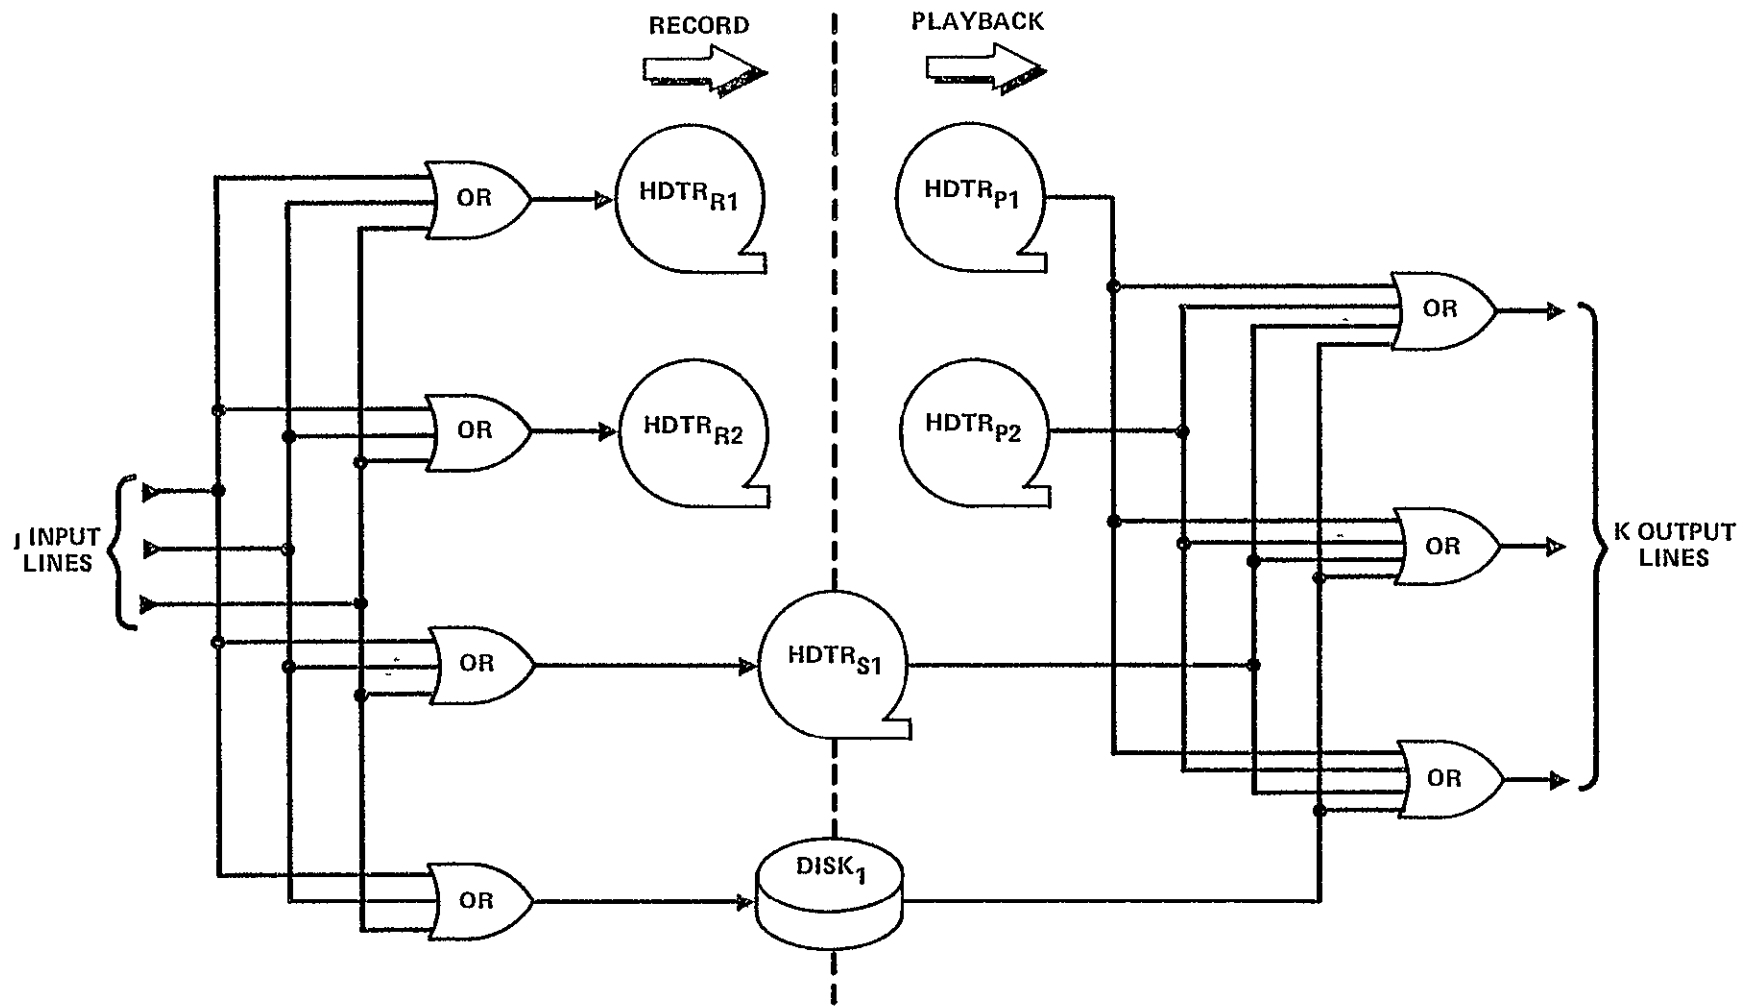 RECORD
PLAYBACK
OR
HDTR R1
HDTR P1
OR
OR
HDTR R2
HDTR P2
J INPUT
LINES
OR
K OUTPUT
LINES
OR
HDTR S1
OR
OR
DISK 1